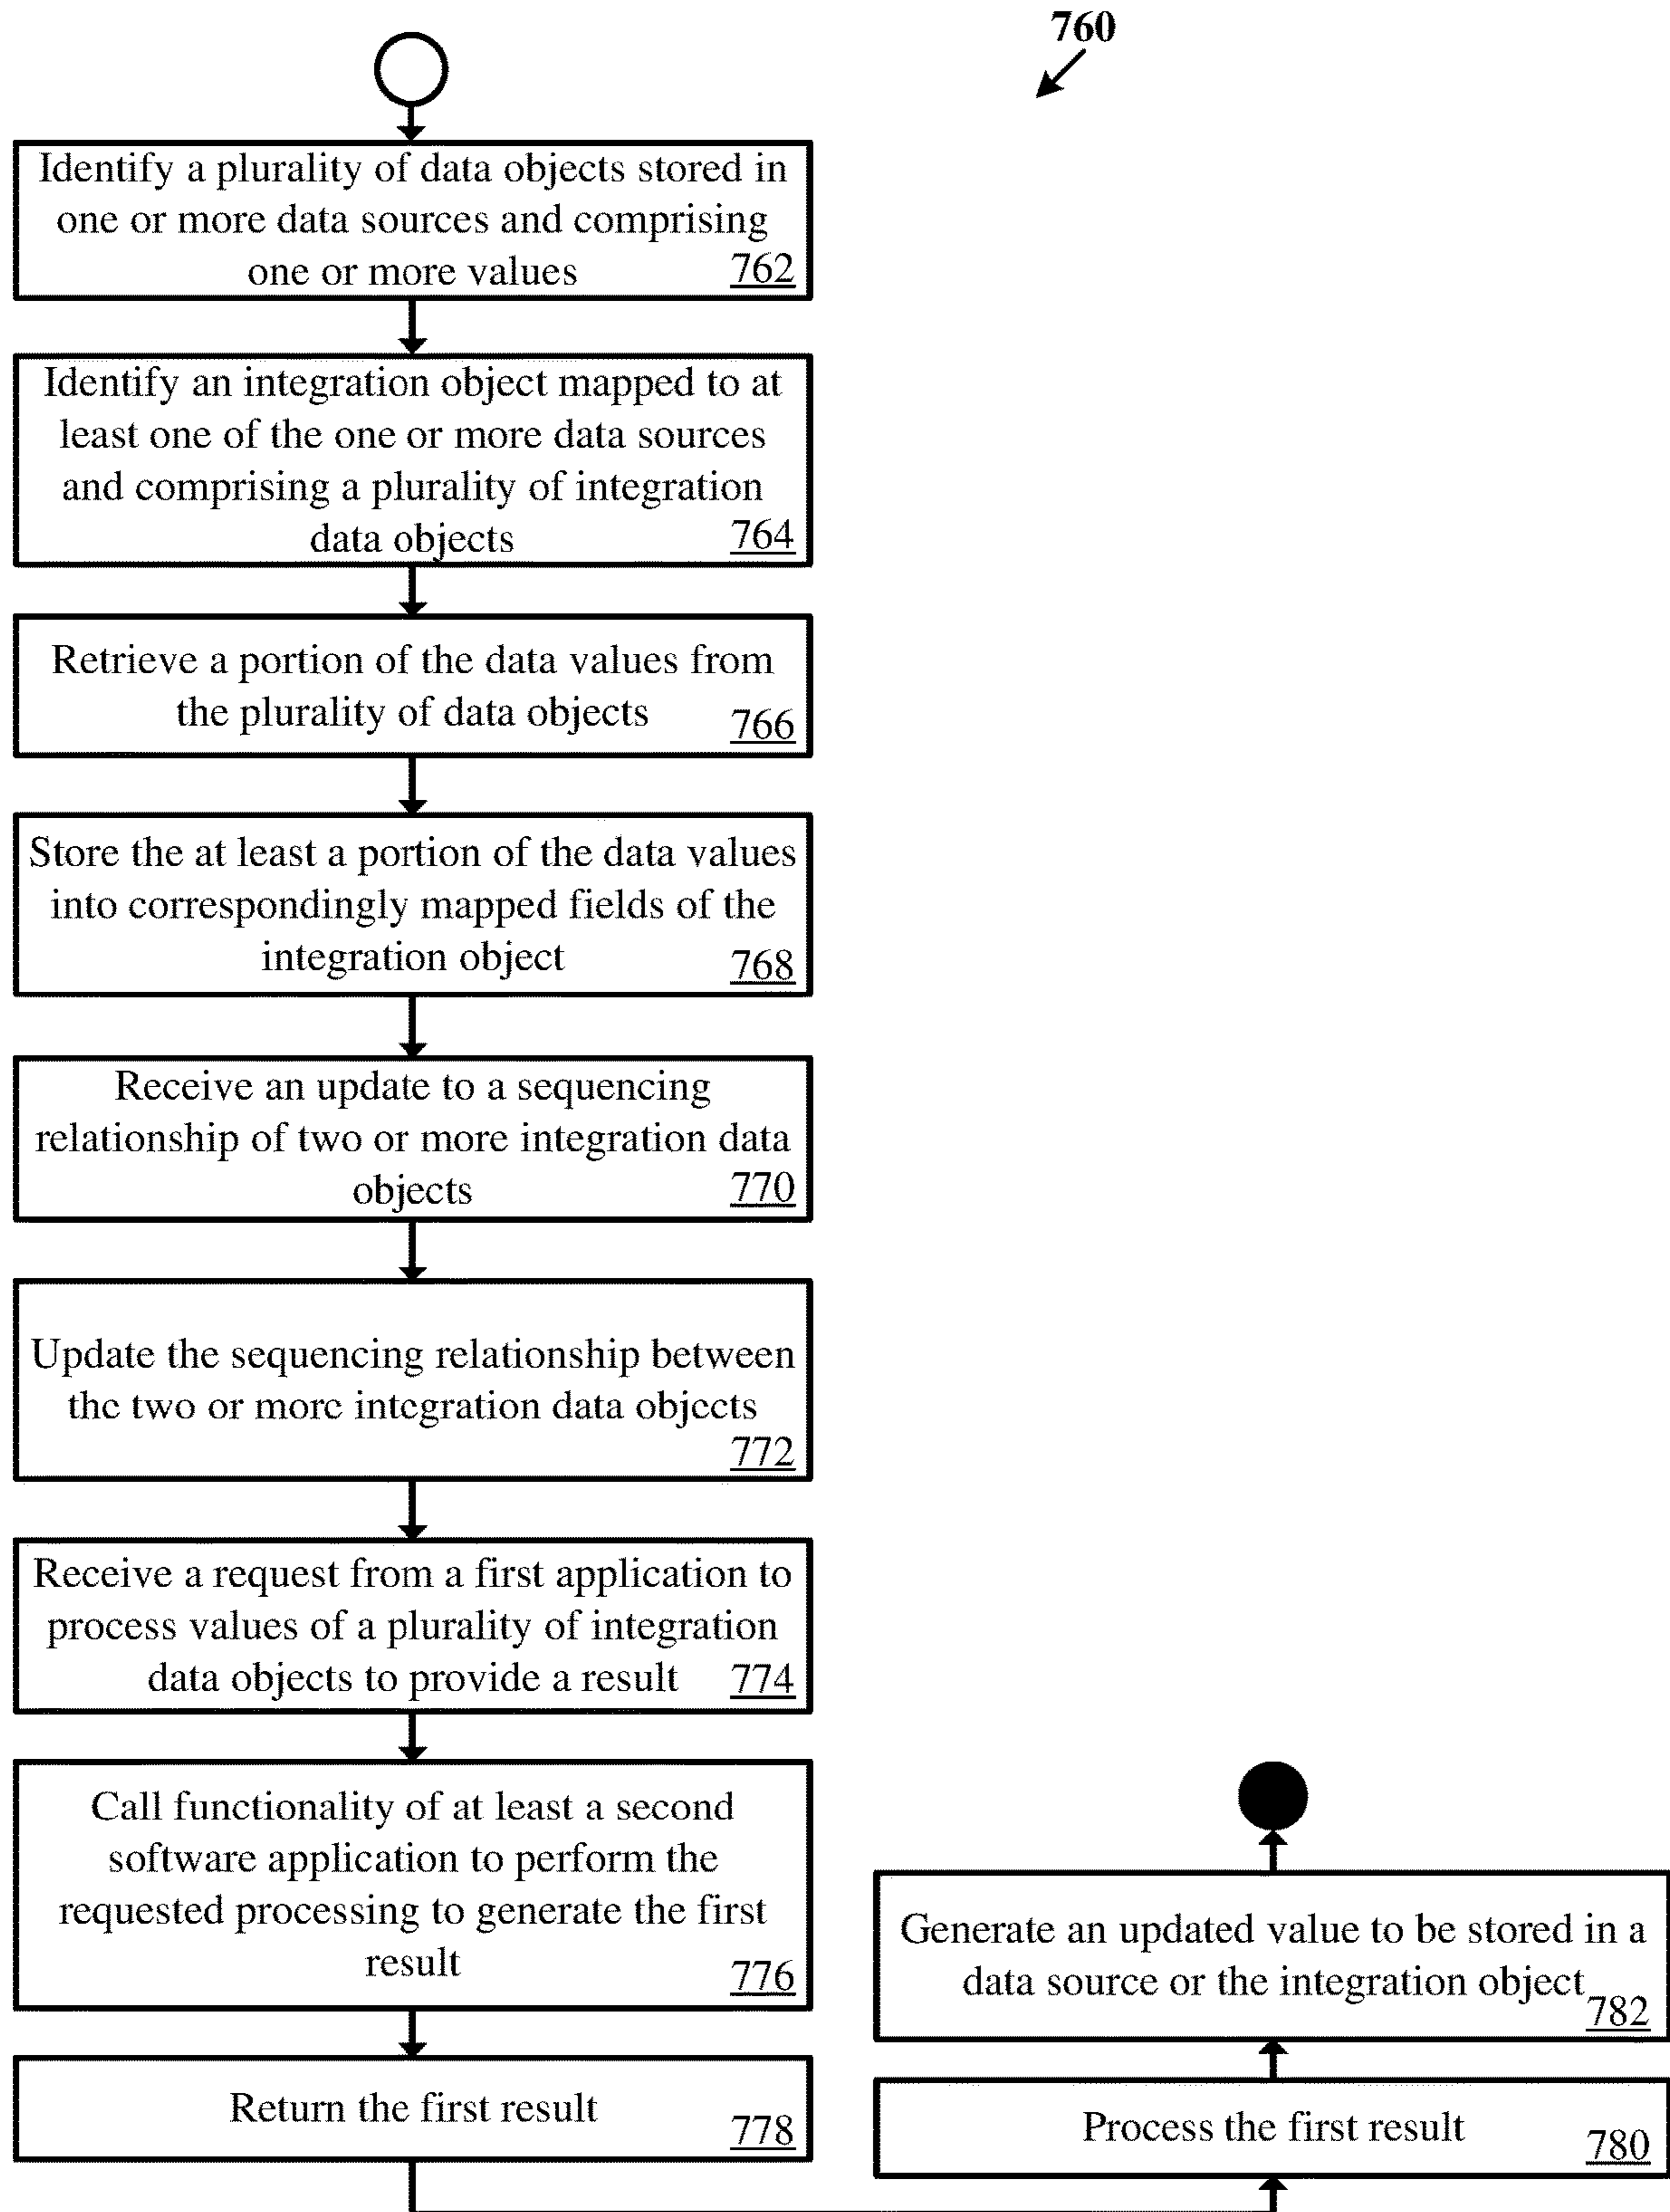 760
Identify a plurality of data objects stored in
one or more data sources and comprising
one or more values 762
Identify an integration object mapped to at
least one of the one or more data sources
and comprising a plurality of integration
data objects 764
Retrieve a portion of the data values from
the plurality of data objects 766
Store the at least a portion of the data values
into correspondingly mapped fields of the
integration object 768
Receive an update to a sequencing
relationship of two or more integration data
objects 770
Update the sequencing relationship between
the two or more integration data objects
772
Receive a request from a first application to
process values of a plurality of integration
data objects to provide a result 774
Call functionality of at least a second
software application to perform the
requested processing to generate the first
result 776
Return the first result 778
Process the first result 780
Generate an updated value to be stored in a
data source or the integration object
782